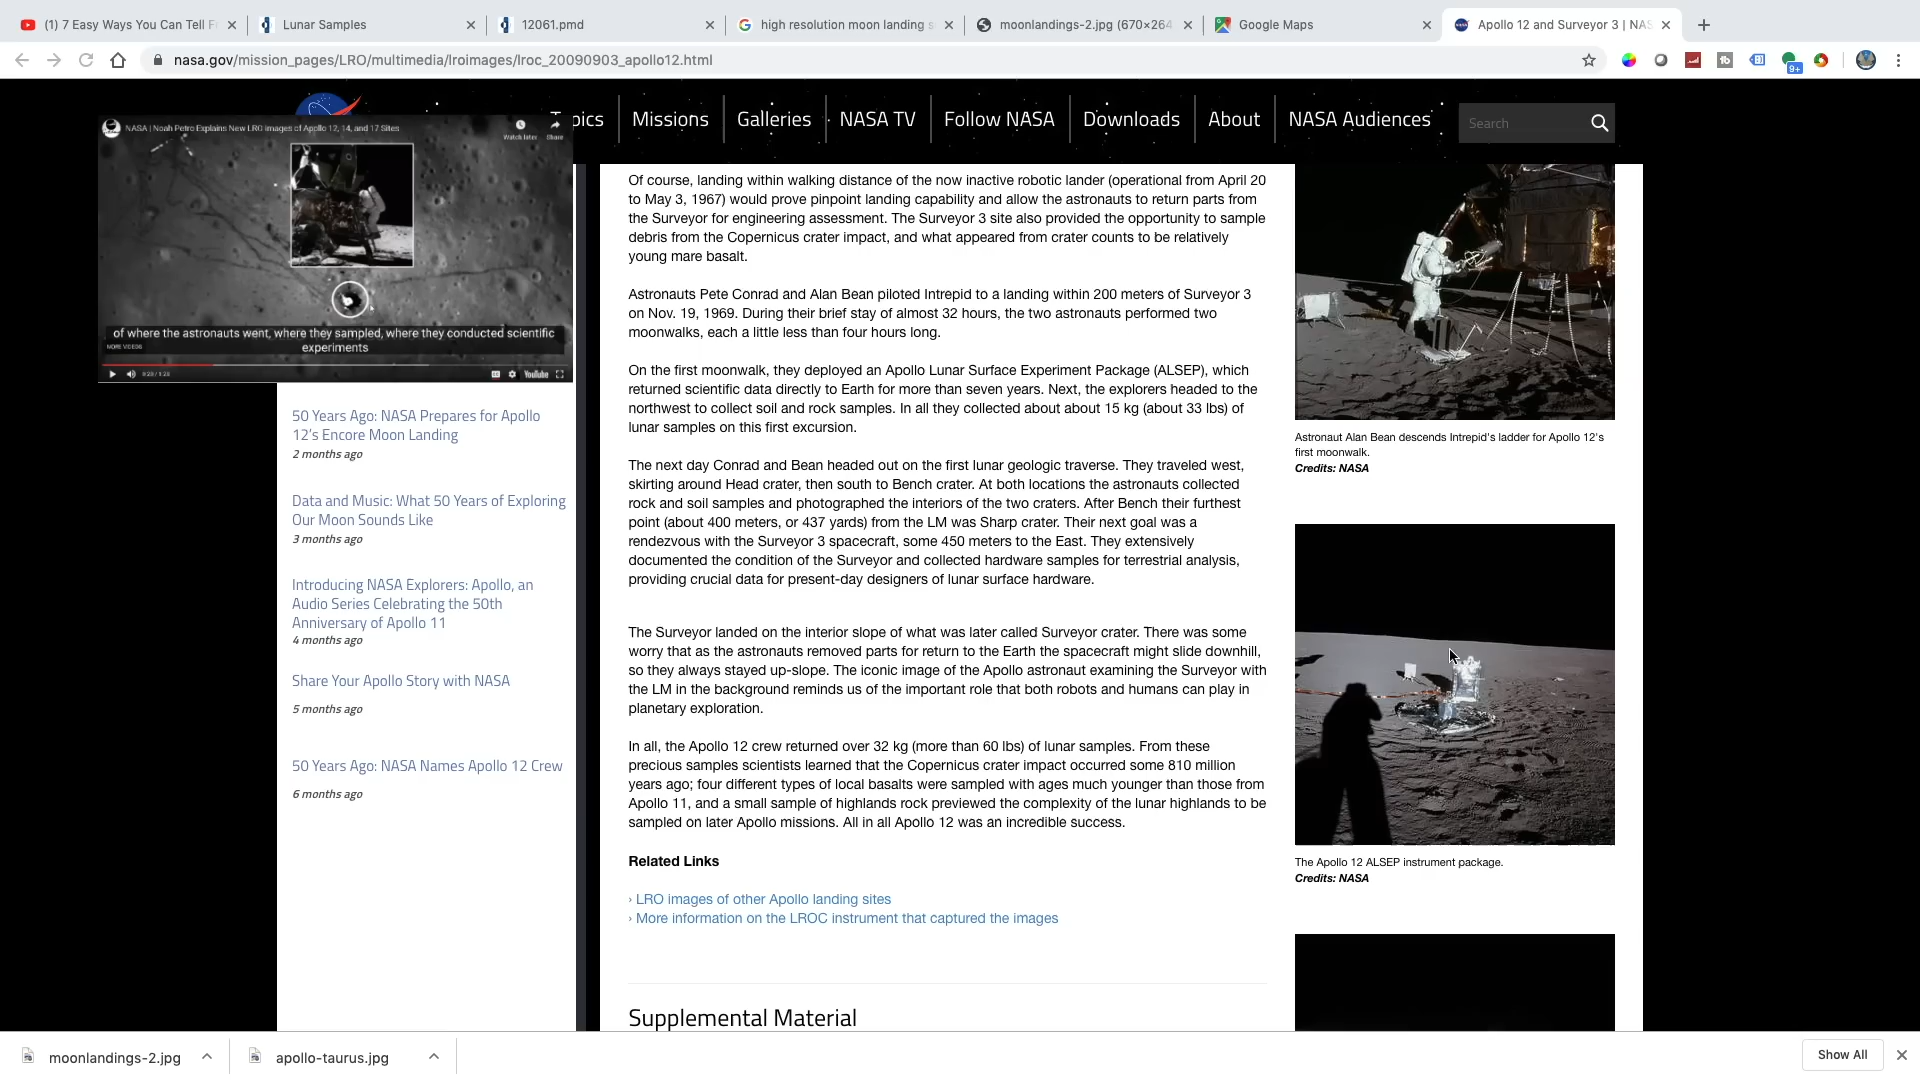 (1) 7 Easy Ways You Can Tell F
Lunar Samples
12061.pmd
high resolution moon landing s
moonlandings-2.jpg (670×264
Google Maps
Apollo 12 and Surveyor 3 | NAS
nasa.gov/mission_pages/LRO/multimedia/lroimages/lroc_20090903_apollo12.html
9+
pics
Missions
Galleries
NASA TV
Follow NASA
Downloads
About
NASA Audiences
Search
NASA | Noah Petro Explains New LRO Images of Apollo 12, 14, and 17 Sites
Watch later
Share
of where the astronauts went, where they sampled, where they conducted scientific
experiments
MORE VIDEOS
YouTube
50 Years Ago: NASA Prepares for Apollo
12's Encore Moon Landing
2 months ago
Data and Music: What 50 Years of Exploring
Our Moon Sounds Like
3 months ago
Introducing NASA Explorers: Apollo, an
Audio Series Celebrating the 50th
Anniversary of Apollo 11
4 months ago
Share Your Apollo Story with NASA
5 months ago
50 Years Ago: NASA Names Apollo 12 Crew
6 months ago
Of course, landing within walking distance of the now inactive robotic lander (operational from April 20
to May 3, 1967) would prove pinpoint landing capability and allow the astronauts to return parts from
the Surveyor for engineering assessment. The Surveyor 3 site also provided the opportunity to sample
debris from the Copernicus crater impact, and what appeared from crater counts to be relatively
young mare basalt.
Astronauts Pete Conrad and Alan Bean piloted Intrepid to a landing within 200 meters of Surveyor 3
on Nov. 19, 1969. During their brief stay of almost 32 hours, the two astronauts performed two
moonwalks, each a little less than four hours long.
On the first moonwalk, they deployed an Apollo Lunar Surface Experiment Package (ALSEP), which
returned scientific data directly to Earth for more than seven years. Next, the explorers headed to the
northwest to collect soil and rock samples. In all they collected about about 15 kg (about 33 lbs) of
lunar samples on this first excursion.
The next day Conrad and Bean headed out on the first lunar geologic traverse. They traveled west,
skirting around Head crater, then south to Bench crater. At both locations the astronauts collected
rock and soil samples and photographed the interiors of the two craters. After Bench their furthest
point (about 400 meters, or 437 yards) from the LM was Sharp crater. Their next goal was a
rendezvous with the Surveyor 3 spacecraft, some 450 meters to the East. They extensively
documented the condition of the Surveyor and collected hardware samples for terrestrial analysis,
providing crucial data for present-day designers of lunar surface hardware.
The Surveyor landed on the interior slope of what was later called Surveyor crater. There was some
worry that as the astronauts removed parts for return to the Earth the spacecraft might slide downhill,
so they always stayed up-slope. The iconic image of the Apollo astronaut examining the Surveyor with
the LM in the background reminds us of the important role that both robots and humans can play in
planetary exploration.
In all, the Apollo 12 crew returned over 32 kg (more than 60 lbs) of lunar samples. From these
precious samples scientists learned that the Copernicus crater impact occurred some 810 million
years ago; four different types of local basalts were sampled with ages much younger than those from
Apollo 11, and a small sample of highlands rock previewed the complexity of the lunar highlands to be
sampled on later Apollo missions. All in all Apollo 12 was an incredible success.
Related Links
› LRO images of other Apollo landing sites
› More information on the LROC instrument that captured the images
Supplemental Material
Astronaut Alan Bean descends Intrepid's ladder for Apollo 12's
first moonwalk.
Credits: NASA
The Apollo 12 ALSEP instrument package.
Credits: NASA
moonlandings-2.jpg
apollo-taurus.jpg
Show All